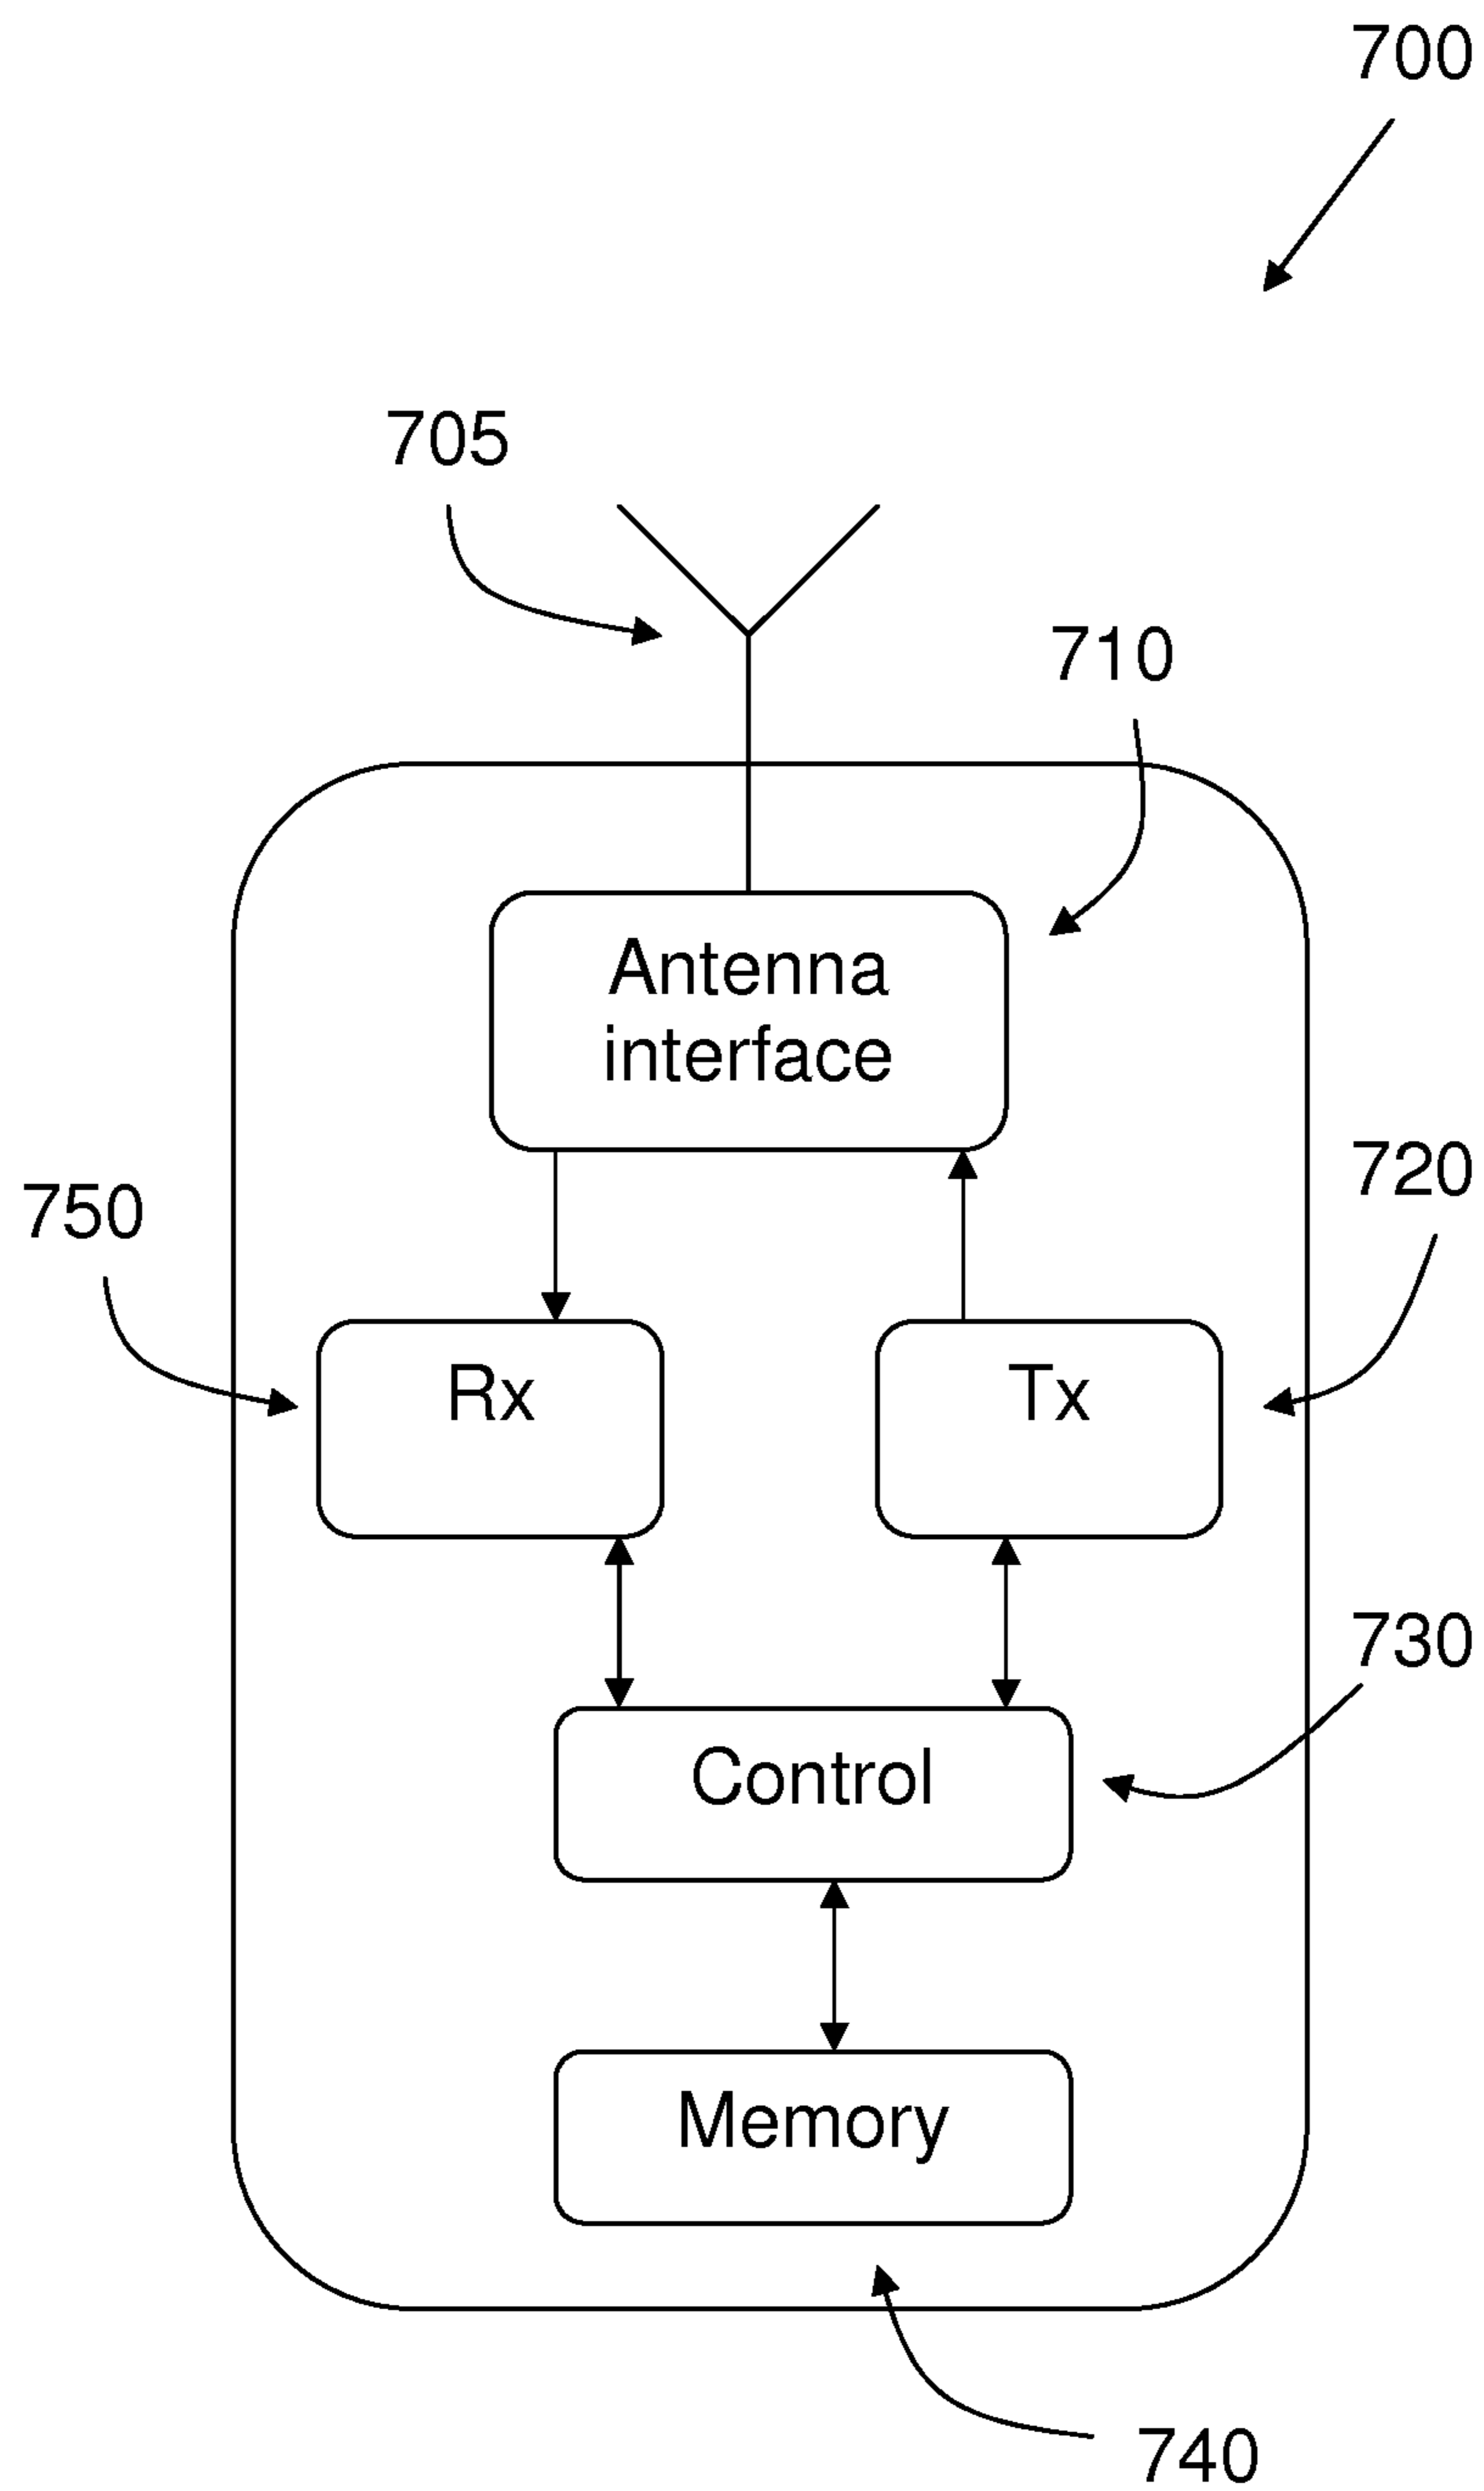 700
705
710
Antenna
interface
720
750
Rx
Tx
730
Control
Memory
740